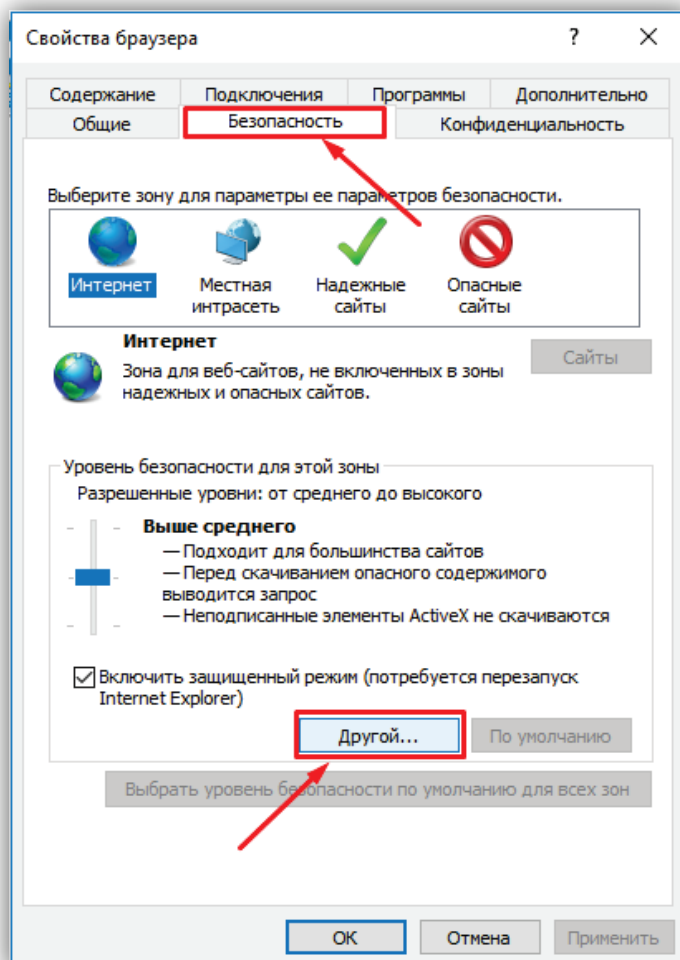 Свойства браузера
?
Содержание Подключения Программы Дополнительно
Общие Безопасность Конфиденциальность
Выберите зону для параметры ее параметров безопасности.
Интернет
Местная интрасеть
Надежные сайты
Опасные сайты
Интернет
Сайты
Зона для веб-сайтов, не включенных в зоны
надежных и опасных сайтов.
Уровень безопасности для этой зоны
Разрешенные уровни: от среднего до высокого
Выше среднего
— Подходит для большинства сайтов
— Перед скачиванием опасного содержимого
выводится запрос
— Неподписанные элементы ActiveX не скачиваются
Включить защищенный режим (потребуется перезапуск
Internet Explorer)
Другой... По умолчанию
Выбрать уровень безопасности по умолчанию для всех зон
ОК Отмена Применить